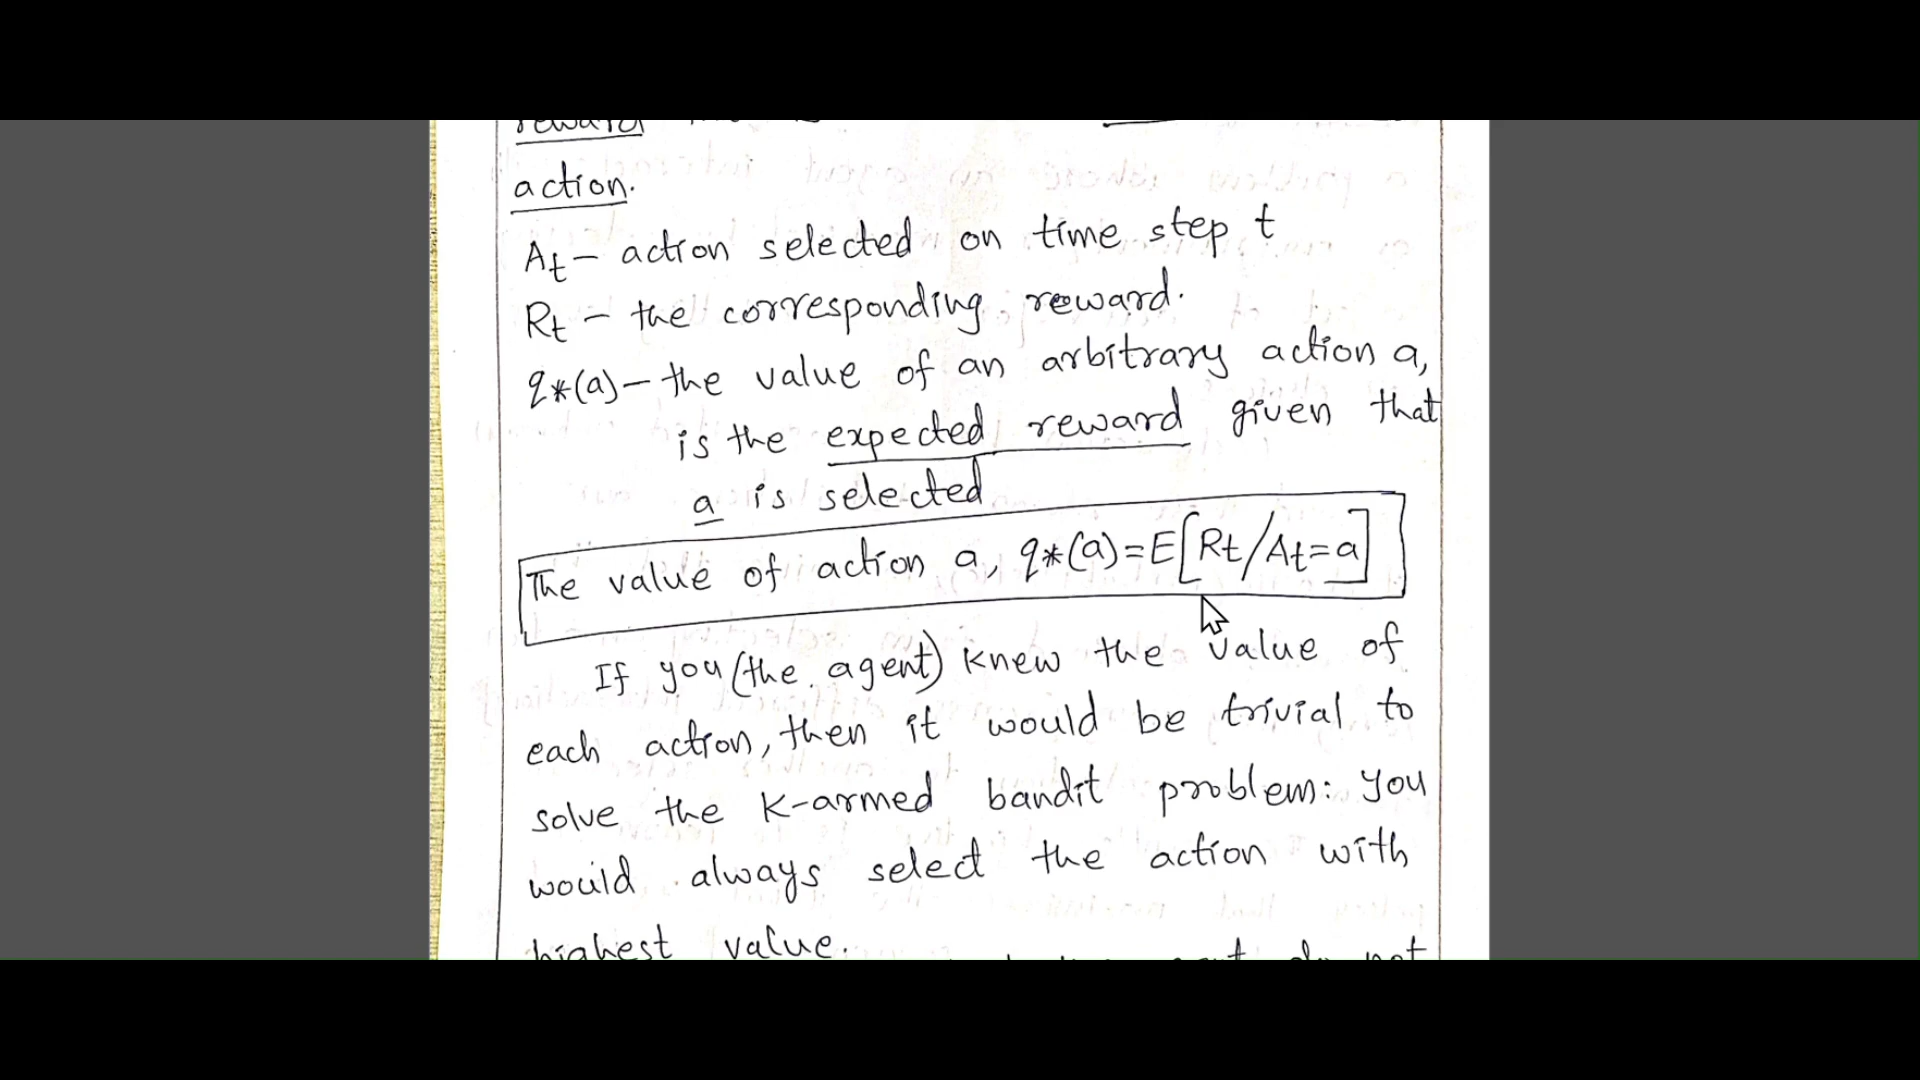 reward
action.
At - action selected on time step t
Rt - the corresponding reward.
q*(a) - the value of an arbitrary action a,
is the expected reward given that
a is selected
The value of action a, q*(a) = E[Rt/At=a]
If you (the agent) knew the value of
each action, then it would be trivial to
solve the K-armed bandit problem: you
would always select the action with
highest value.
do not